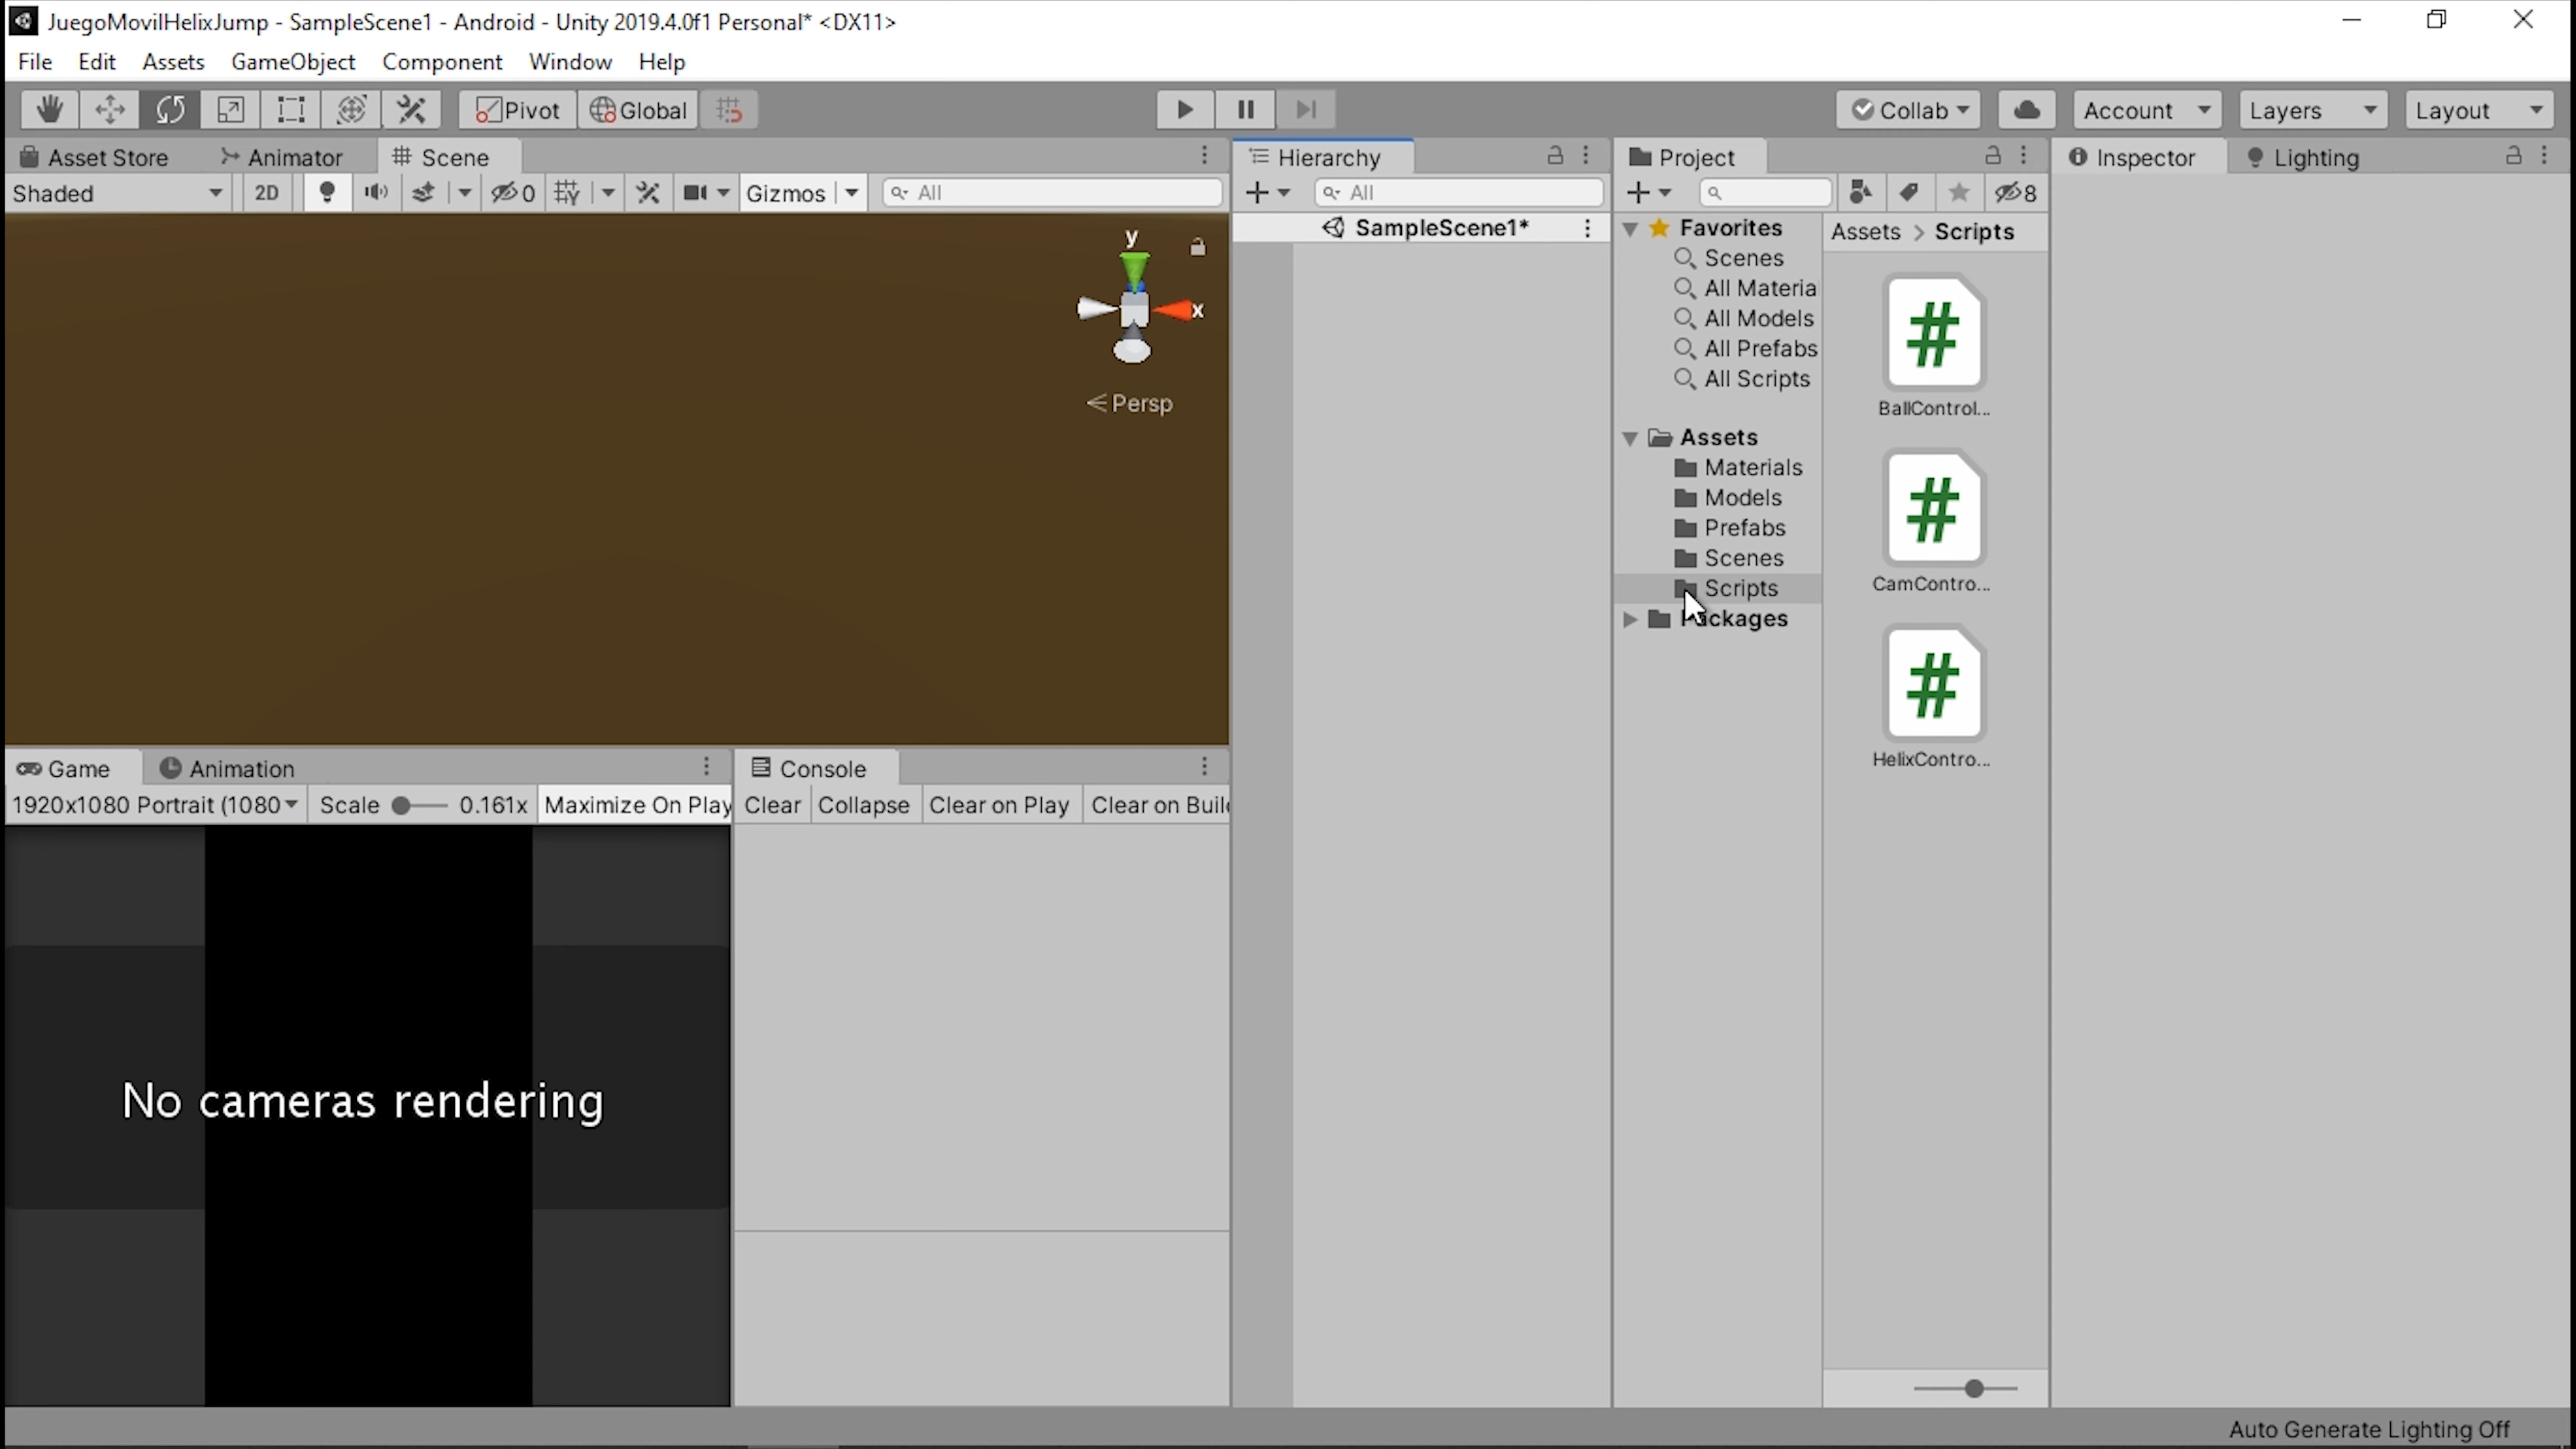 JuegoMovilHelixJump - SampleScene1 - Android - Unity 2019.4.0f1 Personal* <DX11>
File Edit Assets GameObject Component Window Help
Pivot Global Collab Account Layers Layout
Asset Store Animator Scene
Shaded 2D 0 Gizmos All
y
x
Persp
Game Animation
1920x1080 Portrait (1080 Scale 0.161x Maximize On Play
No cameras rendering
Console
Clear Collapse Clear on Play Clear on Buil
Hierarchy
All
SampleScene1*
Project
8
Favorites
Scenes
All Materia
All Models
All Prefabs
All Scripts
Assets
Materials
Models
Prefabs
Scenes
Scripts
Packages
Assets > Scripts
BallControl...
CamContro...
HelixContro...
Inspector Lighting
Auto Generate Lighting Off